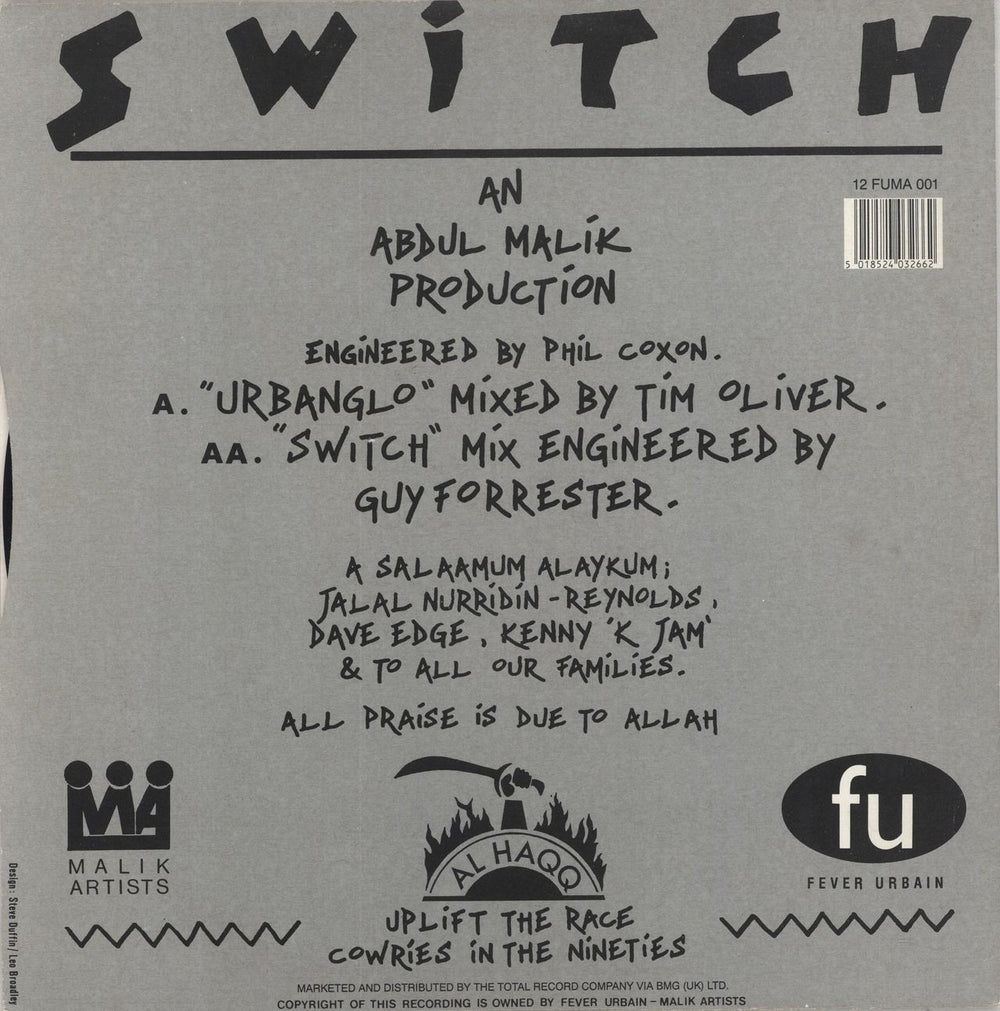 SWiTCH
12 FUMA 001
5 018524 032662
AN
ABDUL MALiK
PRODUCTiON
ENGiNEERED BY PHiL COXON.
A. "URBANGLO" MiXED BY TiM OLiVER.
AA. "SWiTCH" MiX ENGiNEERED BY
GUY FORRESTER.
A SALAAMUM ALAYKUM;
JALAL NURRiDiN-REYNOLDS,
DAVE EDGE, KENNY 'K JAM'
& TO ALL OUR FAMiLiES.
ALL PRAiSE iS DUE TO ALLAH
MA
MALIK
ARTISTS
AL HAQQ
fu
FEVER URBAIN
UPLiFT THE RACE
COWRiES iN THE NiNETiES
MARKETED AND DISTRIBUTED BY THE TOTAL RECORD COMPANY VIA BMG (UK) LTD.
COPYRIGHT OF THIS RECORDING IS OWNED BY FEVER URBAIN – MALIK ARTISTS
Design: Steve Duffin / Leo Broadley